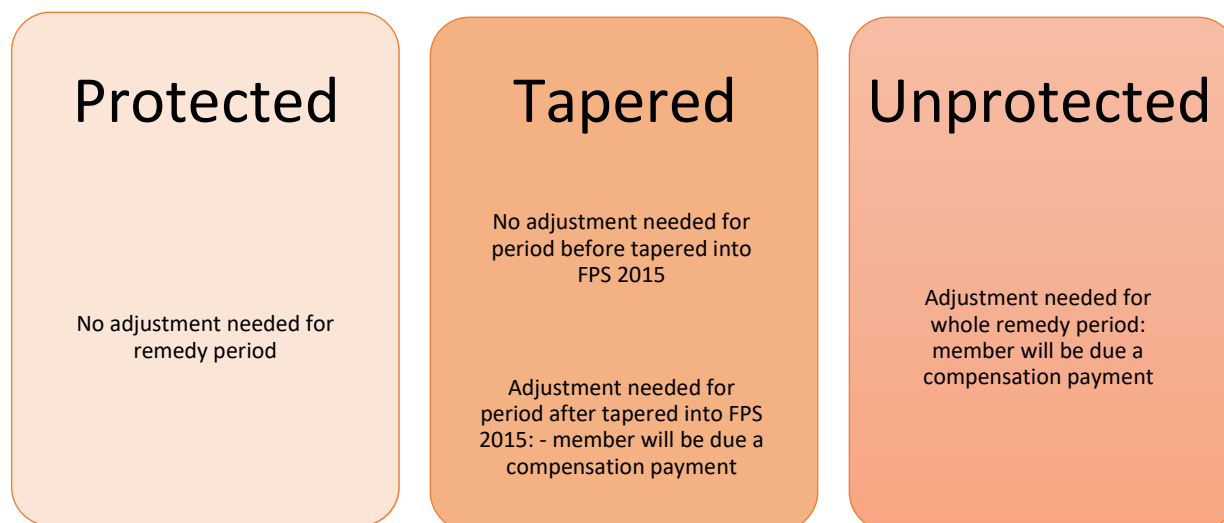 Protected
No adjustment needed for
remedy period
Tapered
No adjustment needed for
period before tapered into
FPS 2015
Adjustment needed for
period after tapered into FPS
2015: - member will be due a
compensation payment
Unprotected
Adjustment needed for
whole remedy period:
member will be due a
compensation payment